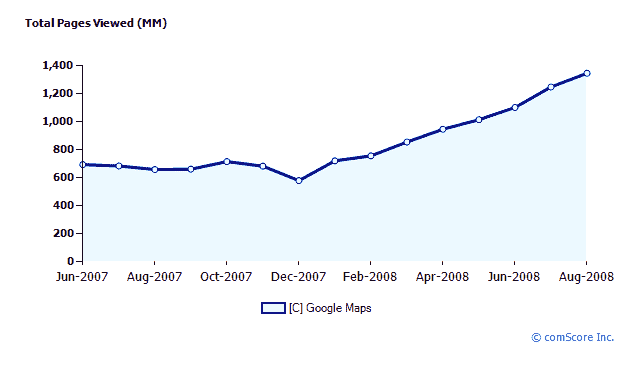 Total Pages Viewed (MM)
1,400
1,200
1,000
800
600
400
200
0
Jun-2007 Aug-2007 Oct-2007 Dec-2007 Feb-2008 Apr-2008 Jun-2008 Aug-2008
[C] Google Maps
© comScore Inc.